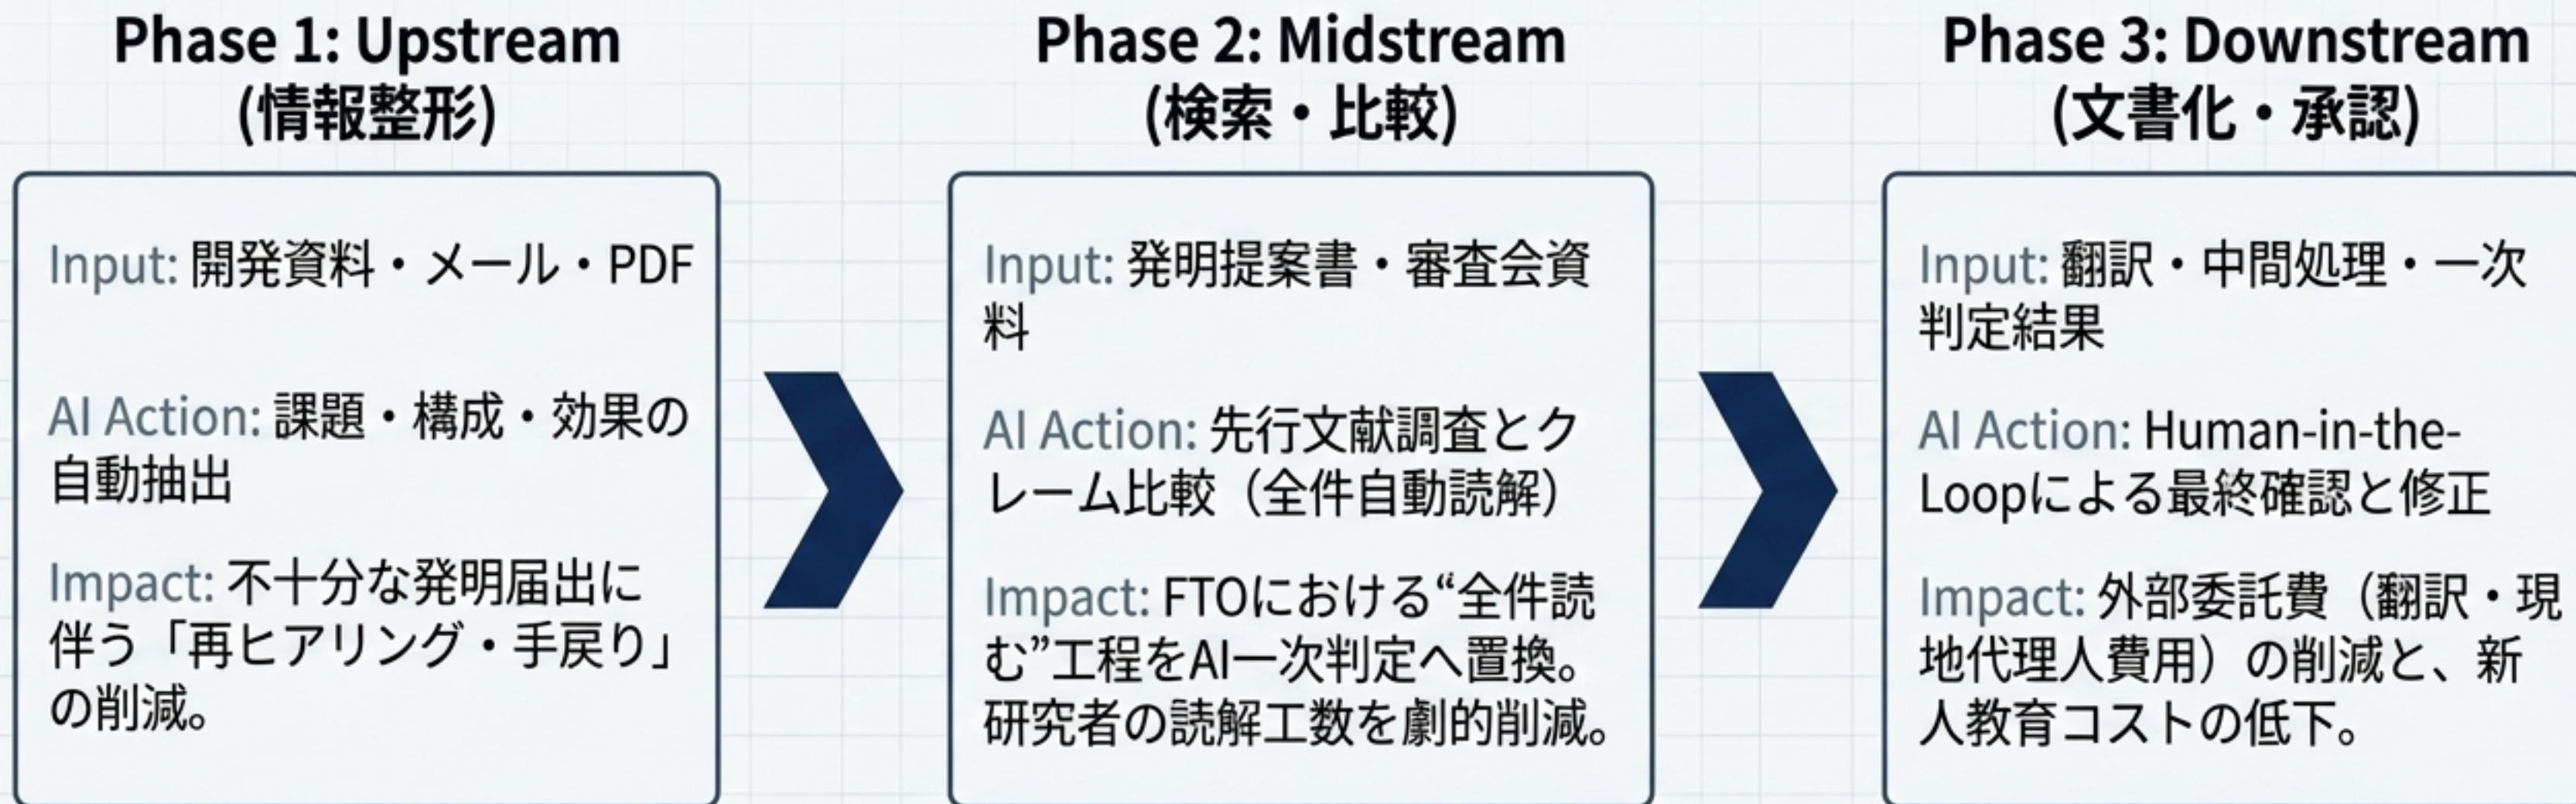 Phase 1: Upstream
(情報整形)
Input: 開発資料・メール・PDF
AI Action: 課題・構成・効果の
自動抽出
Impact: 不十分な発明届出に
伴う「再ヒアリング・手戻り」
の削減。
Phase 2: Midstream
(検索・比較)
Input: 発明提案書・審査会資
料
AI Action: 先行文献調査とク
レーム比較（全件自動読解）
Impact: FTOにおける“全件読
む”工程をAI一次判定へ置換。
研究者の読解工数を劇的削減。
Phase 3: Downstream
(文書化・承認)
Input: 翻訳・中間処理・一次
判定結果
AI Action: Human-in-the-
Loopによる最終確認と修正
Impact: 外部委託費（翻訳・現
地代理人費用）の削減と、新
人教育コストの低下。